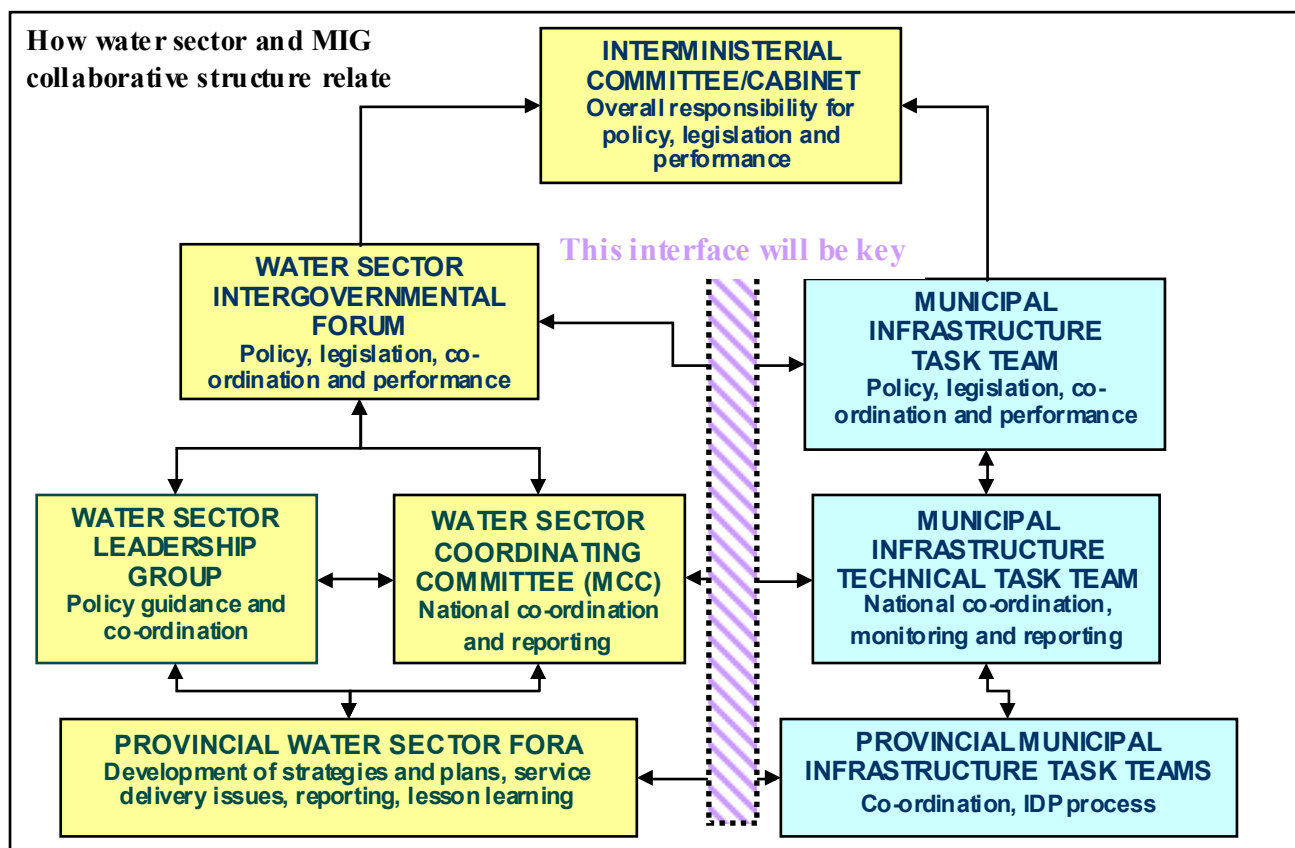 How water sector and MIG
collaborative structure relate
INTERMINISTERIAL
COMMITTEE/CABINET
Overall responsibility for
policy, legislation and
performance
This interface will be key
WATER SECTOR
INTERGOVERNMENTAL
FORUM
Policy, legislation, co-
ordination and performance
MUNICIPAL
INFRASTRUCTURE
TASK TEAM
Policy, legislation, co-
ordination and performance
WATER SECTOR
LEADERSHIP
GROUP
Policy guidance and
co-ordination
WATER SECTOR
COORDINATING
COMMITTEE (MCC)
National co-ordination
and reporting
MUNICIPAL
INFRASTRUCTURE
TECHNICAL TASK TEAM
National co-ordination,
monitoring and reporting
PROVINCIAL WATER SECTOR FORA
Development of strategies and plans, service
delivery issues, reporting, lesson learning
PROVINCIAL MUNICIPAL
INFRASTRUCTURE TASK TEAMS
Co-ordination, IDP process